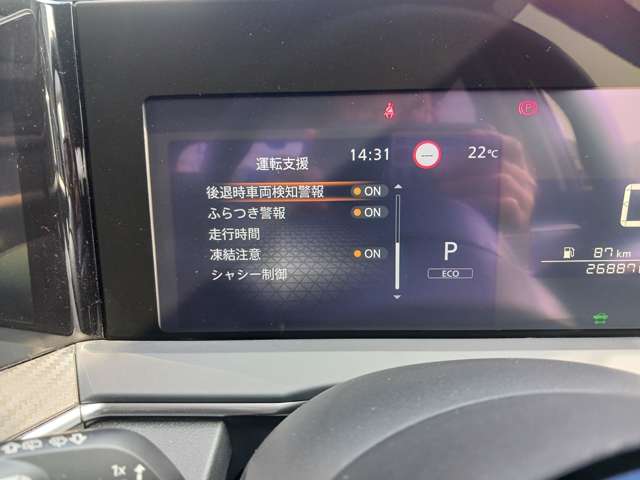 運転支援 14:31 --- 22℃
後退時車両検知警報 ON
ふらつき警報 ON
走行時間
凍結注意 ON
シャシー制御
P
ECO
87 km
1x